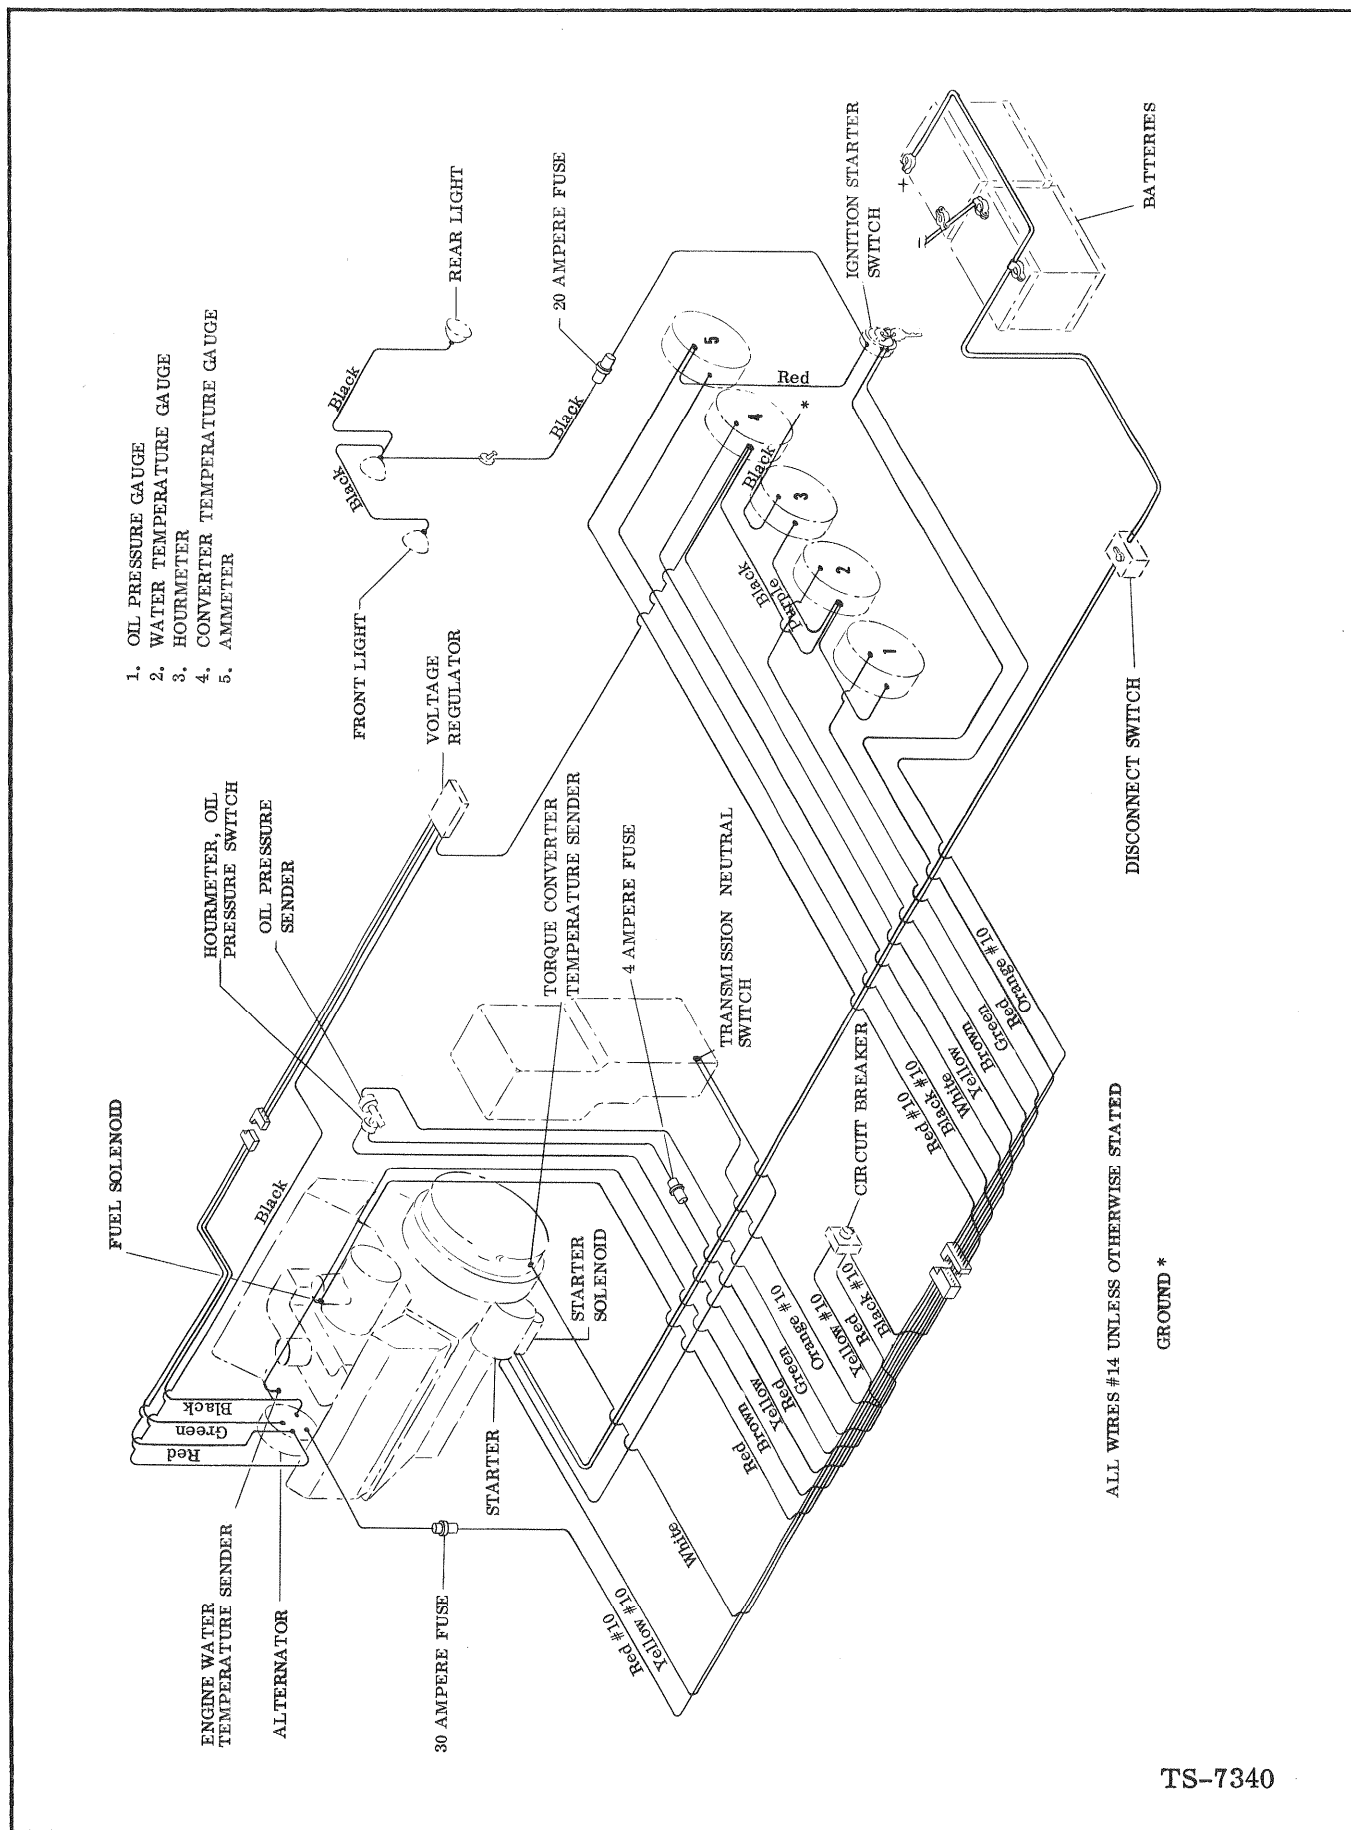 1. OIL PRESSURE GAUGE
2. WATER TEMPERATURE GAUGE
3. HOURMETER
4. CONVERTER TEMPERATURE GAUGE
5. AMMETER
FUEL SOLENOID
HOURMETER, OIL
PRESSURE SWITCH
OIL PRESSURE
SENDER
VOLTAGE
REGULATOR
FRONT LIGHT
Black
Black
REAR LIGHT
20 AMPERE FUSE
Black
IGNITION STARTER
SWITCH
+
-
BATTERIES
5
Red
4
*
Black
3
Black
Purple
2
1
DISCONNECT SWITCH
TORQUE CONVERTER
TEMPERATURE SENDER
4 AMPERE FUSE
TRANSMISSION NEUTRAL
SWITCH
CIRCUIT BREAKER
Black
Black
Green
Red
ENGINE WATER
TEMPERATURE SENDER
ALTERNATOR
30 AMPERE FUSE
STARTER
STARTER
SOLENOID
Red #10
Yellow #10
White
Red
Brown
Yellow
Red
Green
Orange #10
Yellow #10
Red
Black #10
Red #10
Black #10
White
Yellow
Brown
Green
Red
Orange #10
ALL WIRES #14 UNLESS OTHERWISE STATED
GROUND *
TS-7340